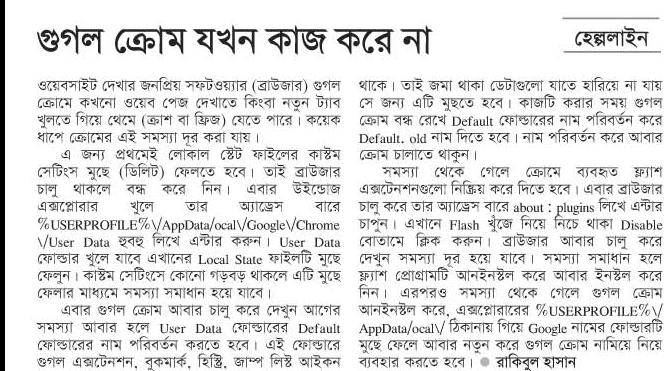 গুগল ক্রোম যখন কাজ করে না
হেল্পলাইন
ওয়েবসাইট দেখার জনপ্রিয় সফটওয়্যার (ব্রাউজার) গুগল
ক্রোমে কখনো ওয়েব পেজ দেখাতে কিংবা নতুন ট্যাব
খুলতে গিয়ে থেমে (ক্রাশ বা ফ্রিজ) যেতে পারে। কয়েক
ধাপে ক্রোমের এই সমস্যা দূর করা যায়।
এ জন্য প্রথমেই লোকাল স্টেট ফাইলের কাস্টম
সেটিংস মুছে (ডিলিট) ফেলতে হবে। তাই ব্রাউজার
চালু থাকলে বন্ধ করে নিন। এবার উইন্ডোজ
এক্সপ্লোরার খুলে তার অ্যাড্রেস বারে
%USERPROFILE%\/AppData/ocal\/Google\/Chrome
\/User Data হুবহু লিখে এন্টার করুন। User Data
ফোল্ডার খুলে যাবে এখানের Local State ফাইলটি মুছে
ফেলুন। কাস্টম সেটিংসে কোনো গড়বড় থাকলে এটি মুছে
ফেলার মাধ্যমে সমস্যা সমাধান হয়ে যাবে।
এবার গুগল ক্রোম আবার চালু করে দেখুন আগের
সমস্যা আবার হলে User Data ফোল্ডারের Default
ফোল্ডারের নাম পরিবর্তন করতে হবে। এই ফোল্ডারে
গুগল এক্সটেনশন, বুকমার্ক, হিস্ট্রি, জাম্প লিস্ট আইকন
থাকে। তাই জমা থাকা ডেটাগুলো যাতে হারিয়ে না যায়
সে জন্য এটি মুছতে হবে। কাজটি করার সময় গুগল
ক্রোম বন্ধ রেখে Default ফোল্ডারের নাম পরিবর্তন করে
Default. old নাম দিতে হবে। নাম পরিবর্তন করে আবার
ক্রোম চালাতে থাকুন।
সমস্যা থেকে গেলে ক্রোমে ব্যবহৃত ফ্ল্যাশ
এক্সটেনশনগুলো নিষ্ক্রিয় করে দিতে হবে। এবার ব্রাউজার
চালু করে তার অ্যাড্রেস বারে about : plugins লিখে এন্টার
চাপুন। এখানে Flash খুঁজে নিয়ে নিচে থাকা Disable
বোতামে ক্লিক করুন। ব্রাউজার আবার চালু করে
দেখুন সমস্যা দূর হয়ে যাবে। সমস্যা সমাধান হলে
ফ্ল্যাশ প্রোগ্রামটি আনইনস্টল করে আবার ইনস্টল করে
নিন। এরপরও সমস্যা থেকে গেলে গুগল ক্রোম
আনইনস্টল করে, এক্সপ্লোরারের %USERPROFILE%\/
AppData/ocal\/ ঠিকানায় গিয়ে Google নামের ফোল্ডারটি
মুছে ফেলে আবার নতুন করে গুগল ক্রোম নামিয়ে নিয়ে
ব্যবহার করতে হবে। ● রাকিবুল হাসান